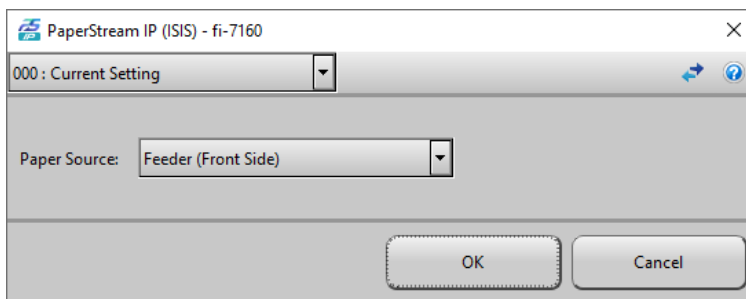 PaperStream IP (ISIS) - fi-7160
000 : Current Setting
Paper Source: Feeder (Front Side)
OK Cancel